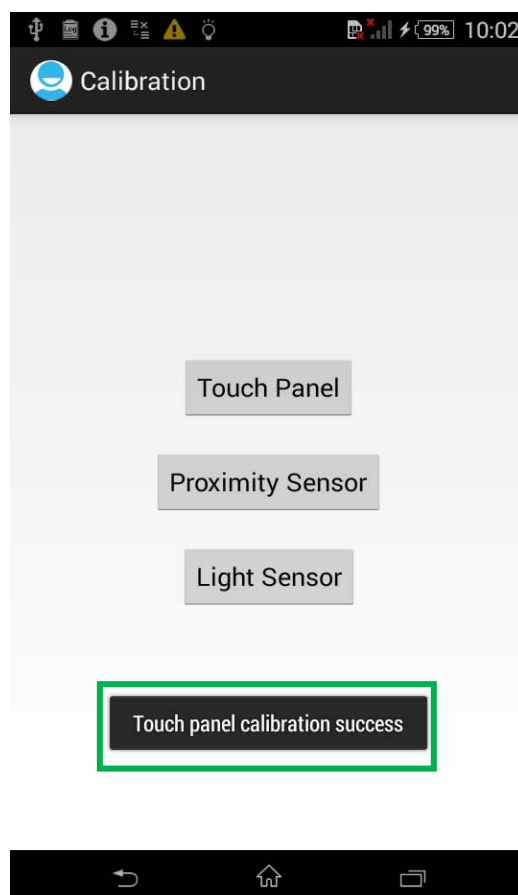 99% 10:02
Calibration
Touch Panel
Proximity Sensor
Light Sensor
Touch panel calibration success